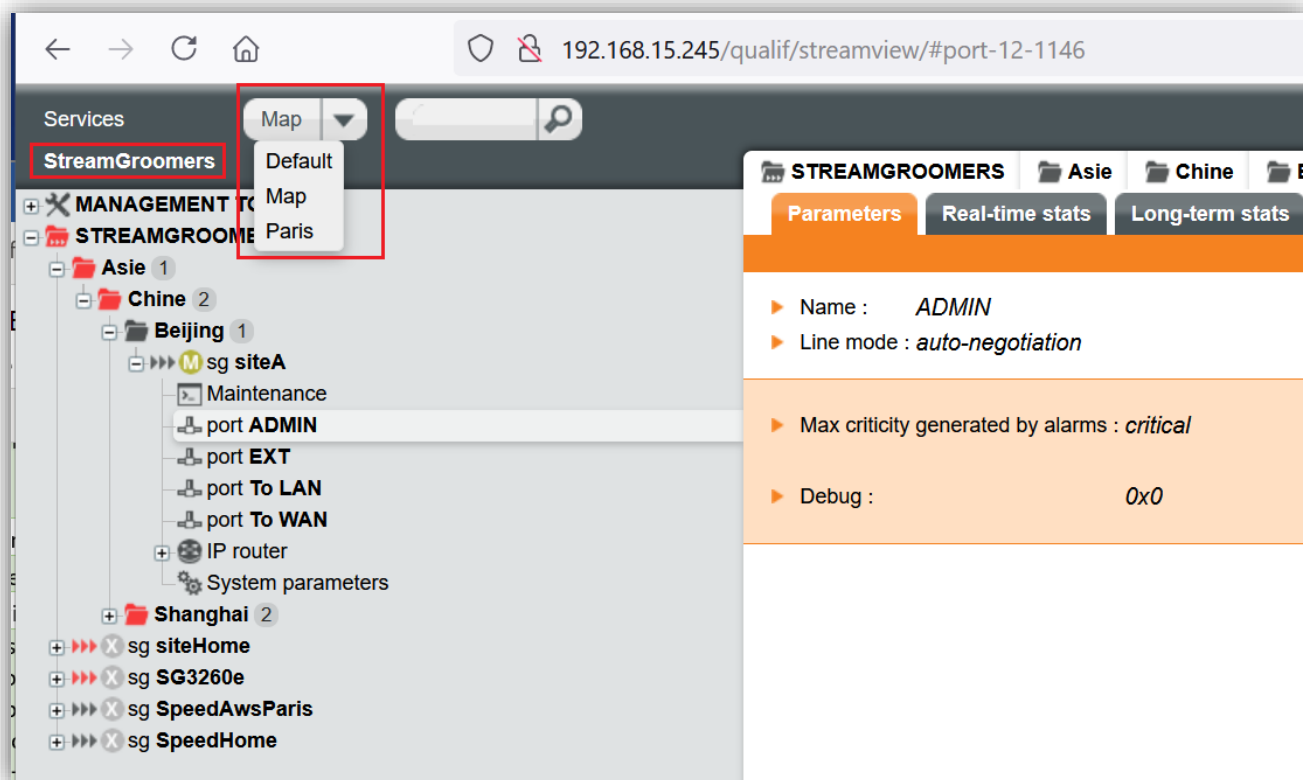 192.168.15.245/qualif/streamview/#port-12-1146
Services
Map
StreamGroomers
Default
Map
Paris
MANAGEMENT
STREAMGROOME
Asie 1
Chine 2
Beijing 1
M sg siteA
Maintenance
port ADMIN
port EXT
port To LAN
port To WAN
IP router
System parameters
Shanghai 2
X sg siteHome
X sg SG3260e
X sg SpeedAwsParis
X sg SpeedHome
STREAMGROOMERS Asie Chine
Parameters Real-time stats Long-term stats
Name : ADMIN
Line mode : auto-negotiation
Max criticity generated by alarms : critical
Debug : 0x0